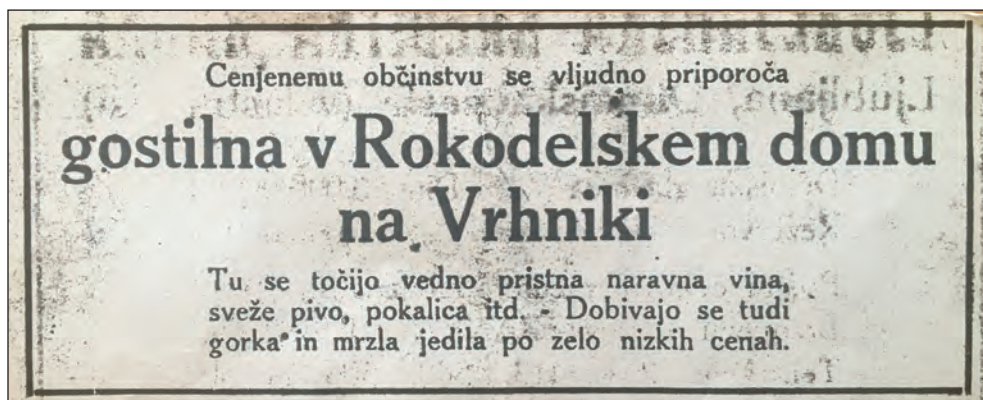 Cenjenemu občinstvu se vljudno priporoča
gostilna v Rokodelskem domu
na Vrhniki
Tu se točijo vedno pristna naravna vina,
sveže pivo, pokalica itd. - Dobivajo se tudi
gorka in mrzla jedila po zelo nizkih cenah.